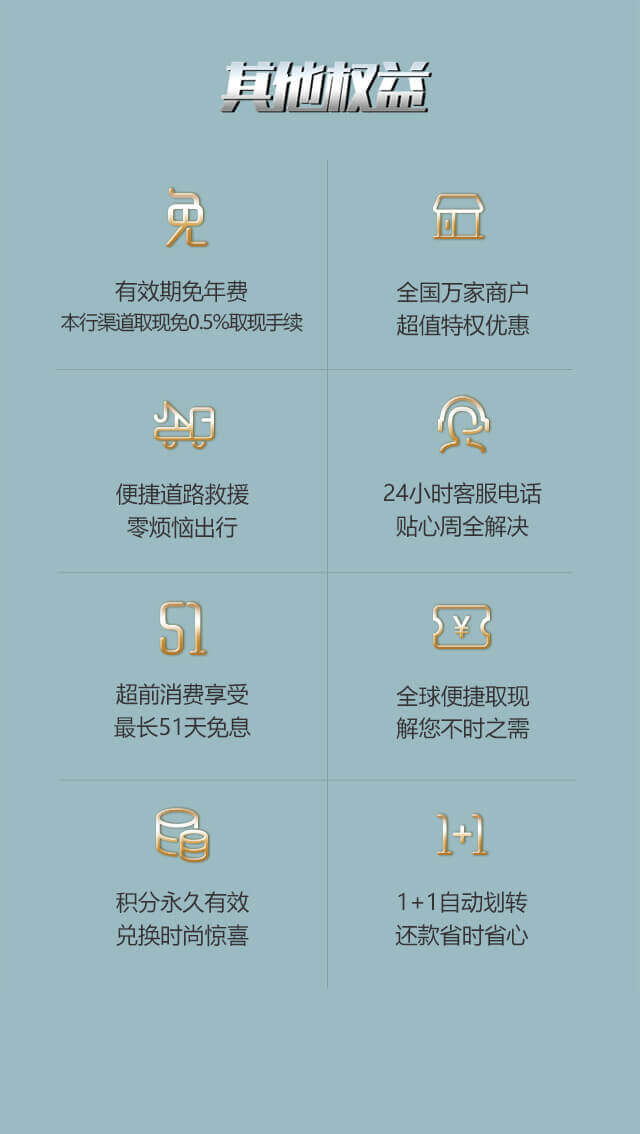 其他权益
免
有效期免年费
本行渠道取现免0.5%取现手续
全国万家商户
超值特权优惠
便捷道路救援
零烦恼出行
24小时客服电话
贴心周全解决
51
超前消费享受
最长51天免息
¥
全球便捷取现
解您不时之需
积分永久有效
兑换时尚惊喜
1+1
1+1自动划转
还款省时省心